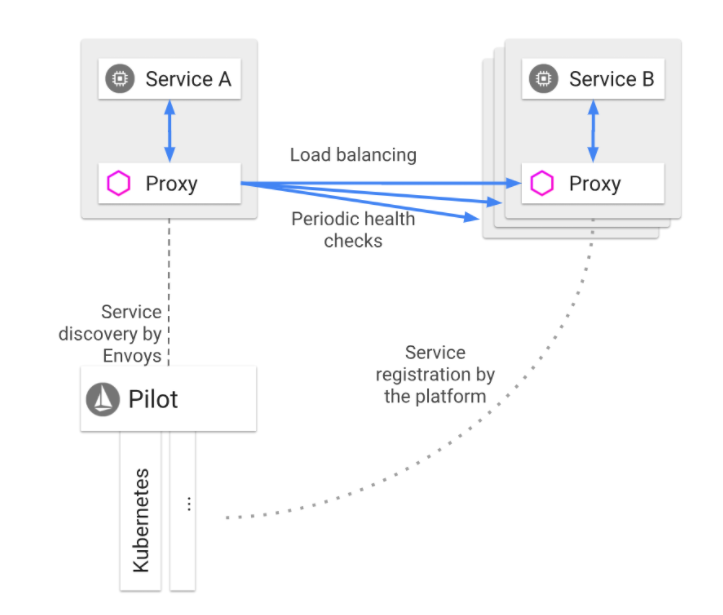 Service A
Service B
Load balancing
Proxy
Proxy
Periodic health
checks
Service
discovery by
Envoys
Service
registration by
the platform
Pilot
Kubernetes
...